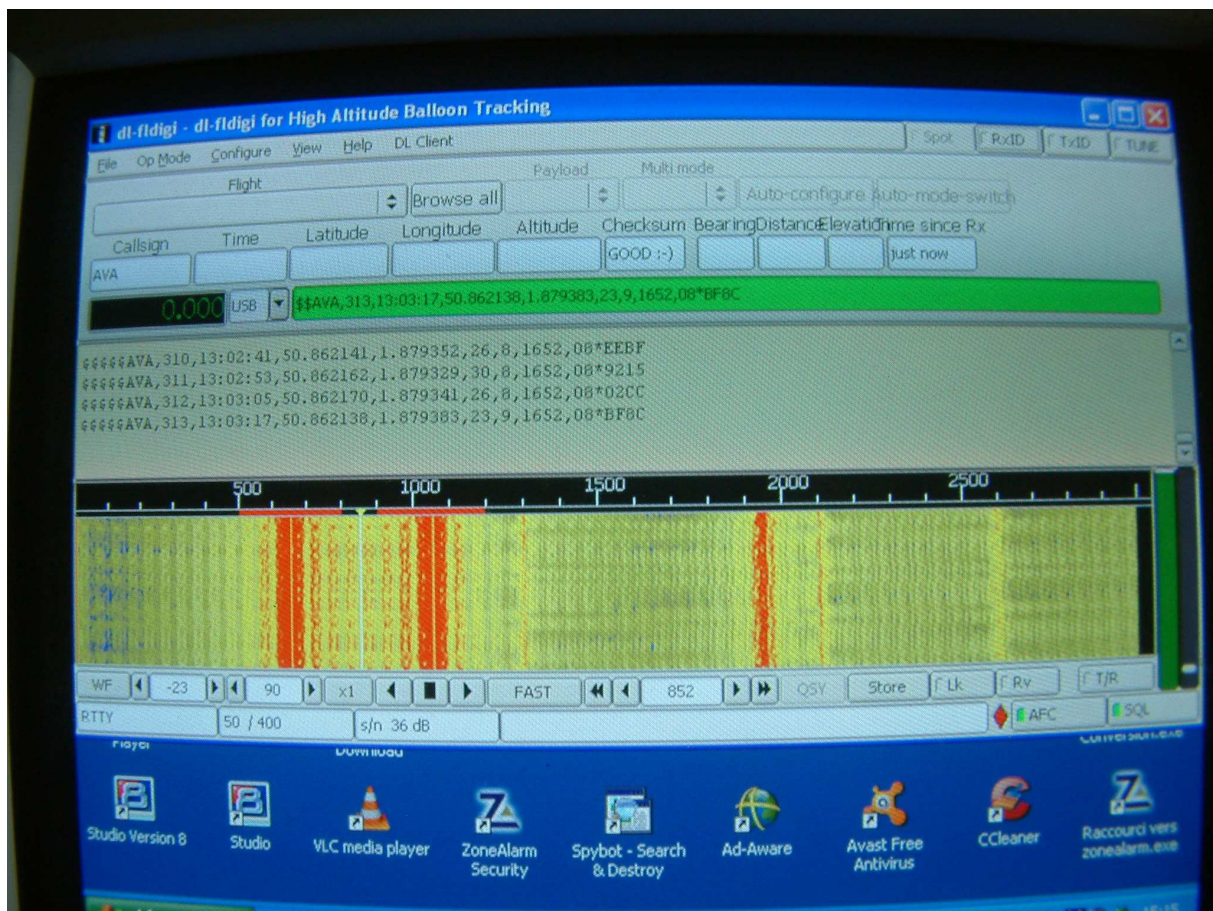 dl-fldigi - dl-fldigi for High Altitude Balloon Tracking
File Op Mode Configure View Help DL Client Spot RxID TxID TUNE
Flight Payload Multi mode
Browse all Auto-configure Auto-mode-switch
Callsign Time Latitude Longitude Altitude Checksum Bearing Distance Elevation Time since Rx
AVA GOOD :-) just now
0.000 USB $$AVA,313,13:03:17,50.862138,1.879383,23,9,1652,08*BF8C
$$$$$AVA,310,13:02:41,50.862141,1.879352,26,8,1652,08*EEBF
$$$$$AVA,311,13:02:53,50.862162,1.879329,30,8,1652,08*9215
$$$$$AVA,312,13:03:05,50.862170,1.879341,26,8,1652,08*02CC
$$$$$AVA,313,13:03:17,50.862138,1.879383,23,9,1652,08*BF8C
500 1000 1500 2000 2500
WF -23 90 x1 FAST 852 QSY Store Lk Rv T/R
RTTY 50 / 400 s/n 36 dB AFC SQL
Player Download Conversion.exe
Studio Version 8 Studio VLC media player ZoneAlarm Security Spybot - Search & Destroy Ad-Aware Avast Free Antivirus CCleaner Raccourci vers zonealarm.exe